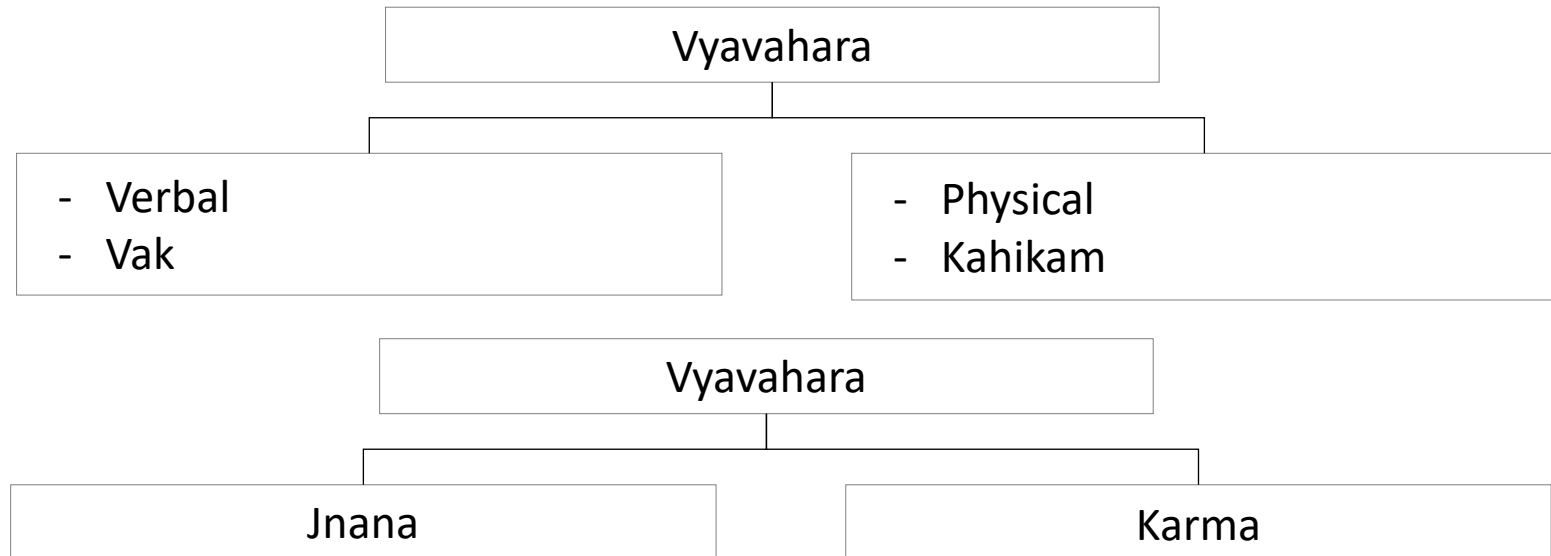 Vyavahara
- Verbal
- Vak
- Physical
- Kahikam
Vyavahara
Jnana
Karma